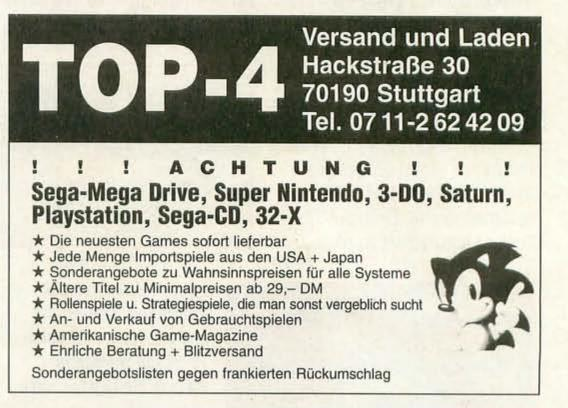 TOP-4
Versand und Laden
Hackstraße 30
70190 Stuttgart
Tel. 07 11-2 62 42 09
! ! ! ACHTUNG ! ! !
Sega-Mega Drive, Super Nintendo, 3-DO, Saturn,
Playstation, Sega-CD, 32-X
★ Die neuesten Games sofort lieferbar
★ Jede Menge Importspiele aus den USA + Japan
★ Sonderangebote zu Wahnsinnspreisen für alle Systeme
★ Ältere Titel zu Minimalpreisen ab 29,– DM
★ Rollenspiele u. Strategiespiele, die man sonst vergeblich sucht
★ An- und Verkauf von Gebrauchtspielen
★ Amerikanische Game-Magazine
★ Ehrliche Beratung + Blitzversand
Sonderangebotslisten gegen frankierten Rückumschlag